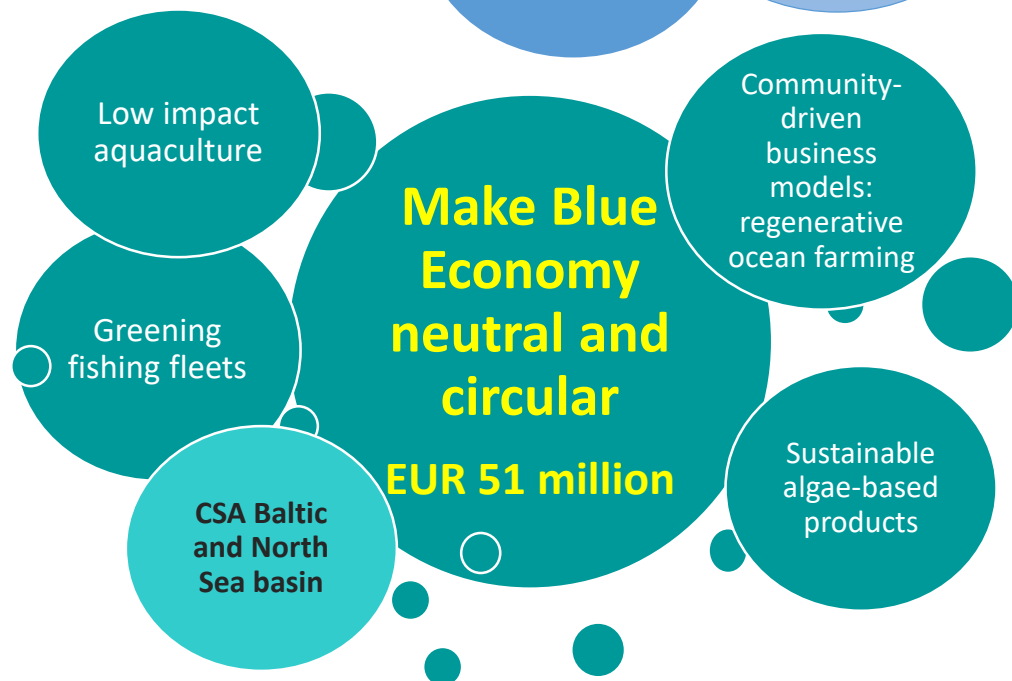 Low impact
aquaculture
Community-
driven
business
models:
regenerative
ocean farming
Make Blue
Economy
neutral and
circular
EUR 51 million
Greening
fishing fleets
CSA Baltic
and North
Sea basin
Sustainable
algae-based
products